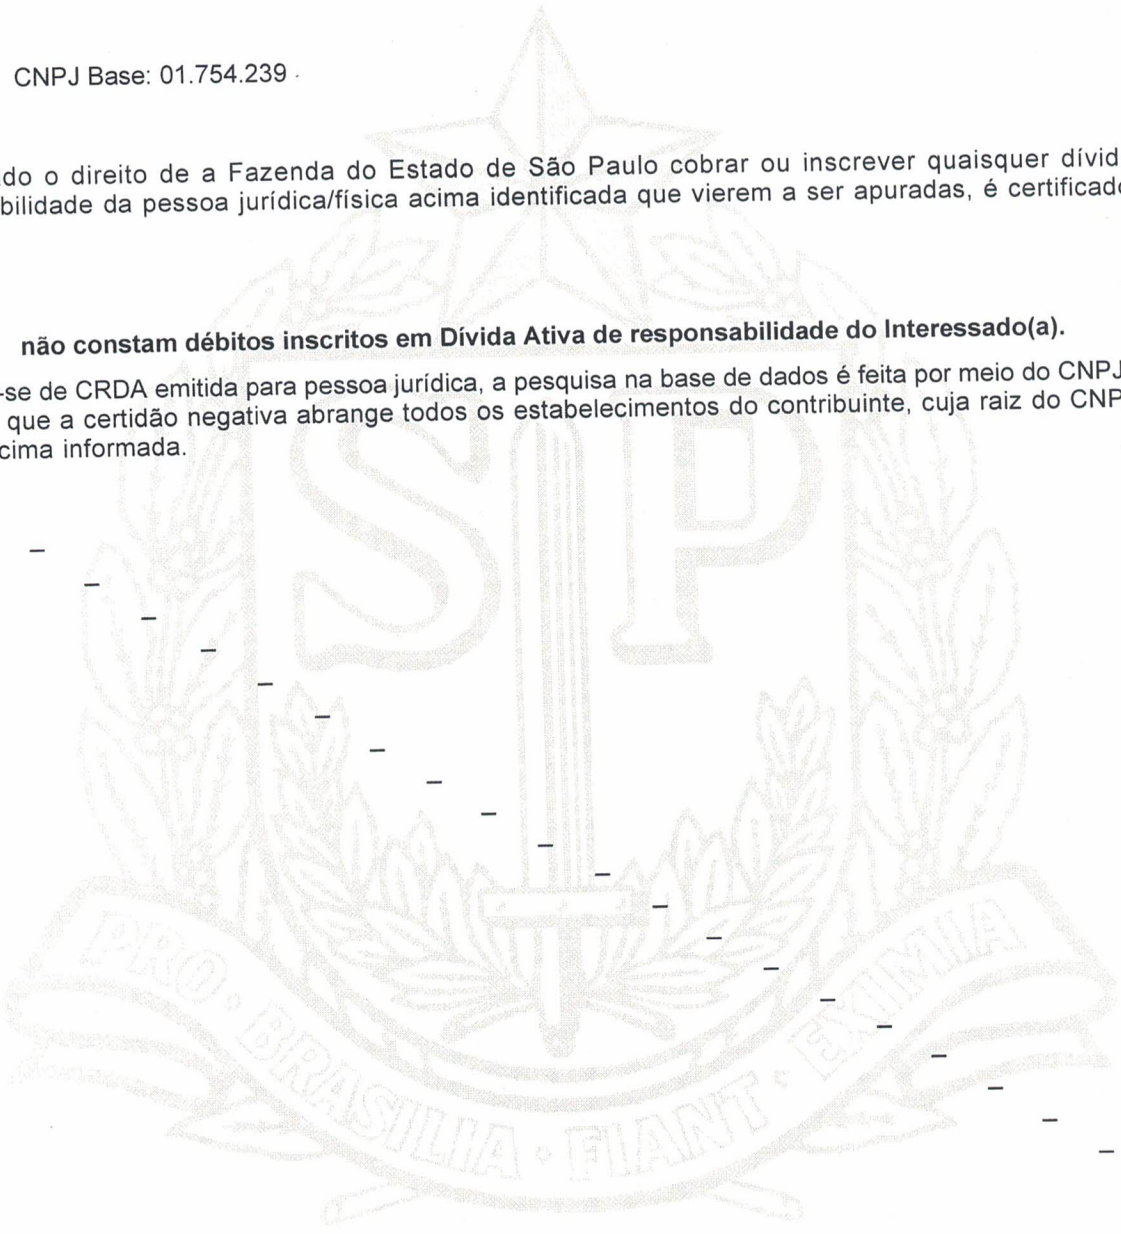 CNPJ Base: 01.754.239
do o direito de a Fazenda do Estado de São Paulo cobrar ou inscrever quaisquer dívid
bilidade da pessoa jurídica/física acima identificada que vierem a ser apuradas, é certificado
não constam débitos inscritos em Dívida Ativa de responsabilidade do Interessado(a).
-se de CRDA emitida para pessoa jurídica, a pesquisa na base de dados é feita por meio do CNPJ
que a certidão negativa abrange todos os estabelecimentos do contribuinte, cuja raiz do CNP
cima informada.
SP
PRO • BRASILIA • FIANT • EXIMIA